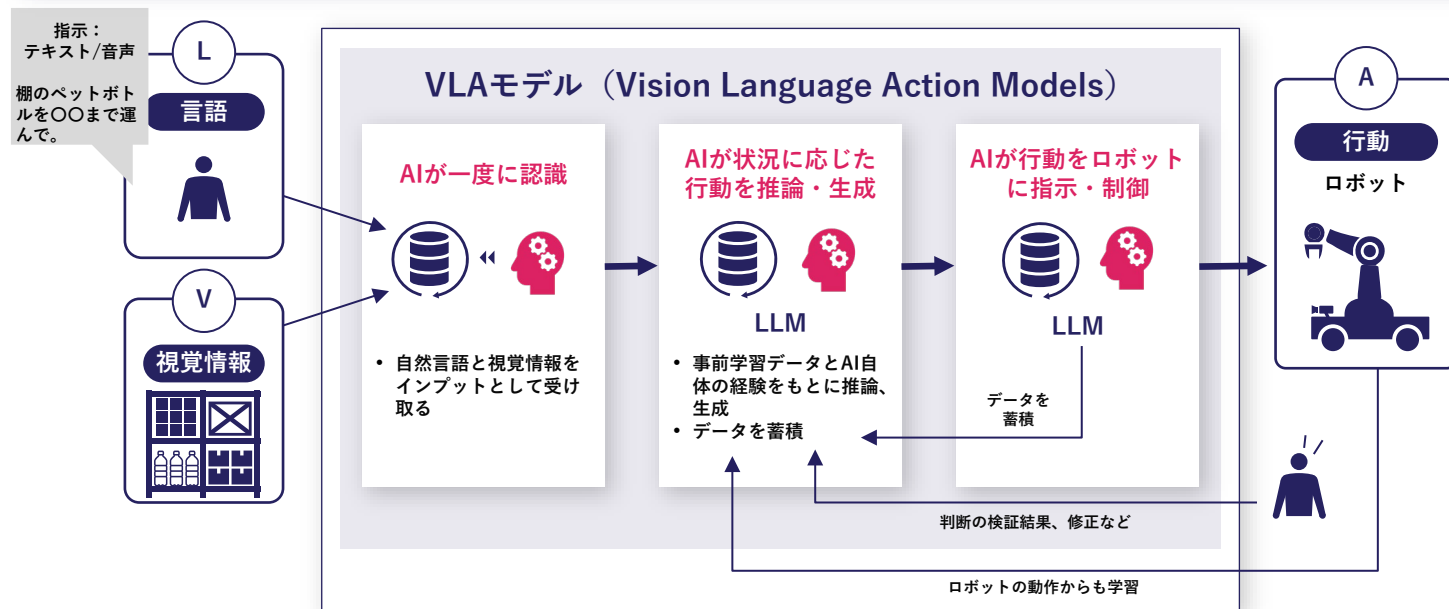 指示：
テキスト/音声
棚のペットボト
ルを〇〇まで運
んで。
L
言語
V
視覚情報
VLAモデル（Vision Language Action Models）
AIが一度に認識
• 自然言語と視覚情報を
インプットとして受け
取る
AIが状況に応じた
行動を推論・生成
LLM
• 事前学習データとAI自
体の経験をもとに推論、
生成
• データを蓄積
AIが行動をロボット
に指示・制御
LLM
データを
蓄積
A
行動
ロボット
判断の検証結果、修正など
ロボットの動作からも学習